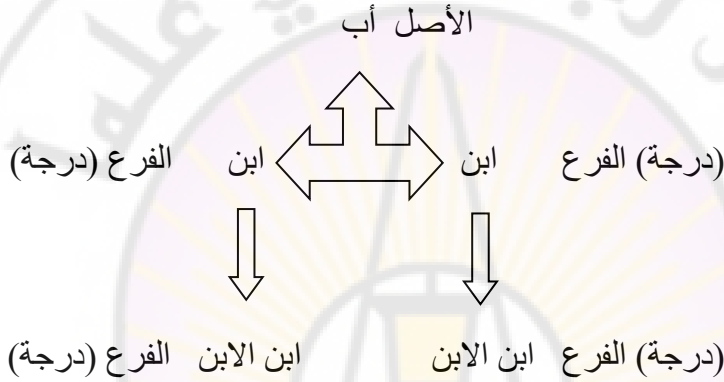 الأصل أب
(درجة) الفرع ابن ابن الفرع (درجة)
(درجة) الفرع ابن الابن ابن الابن الفرع (درجة)